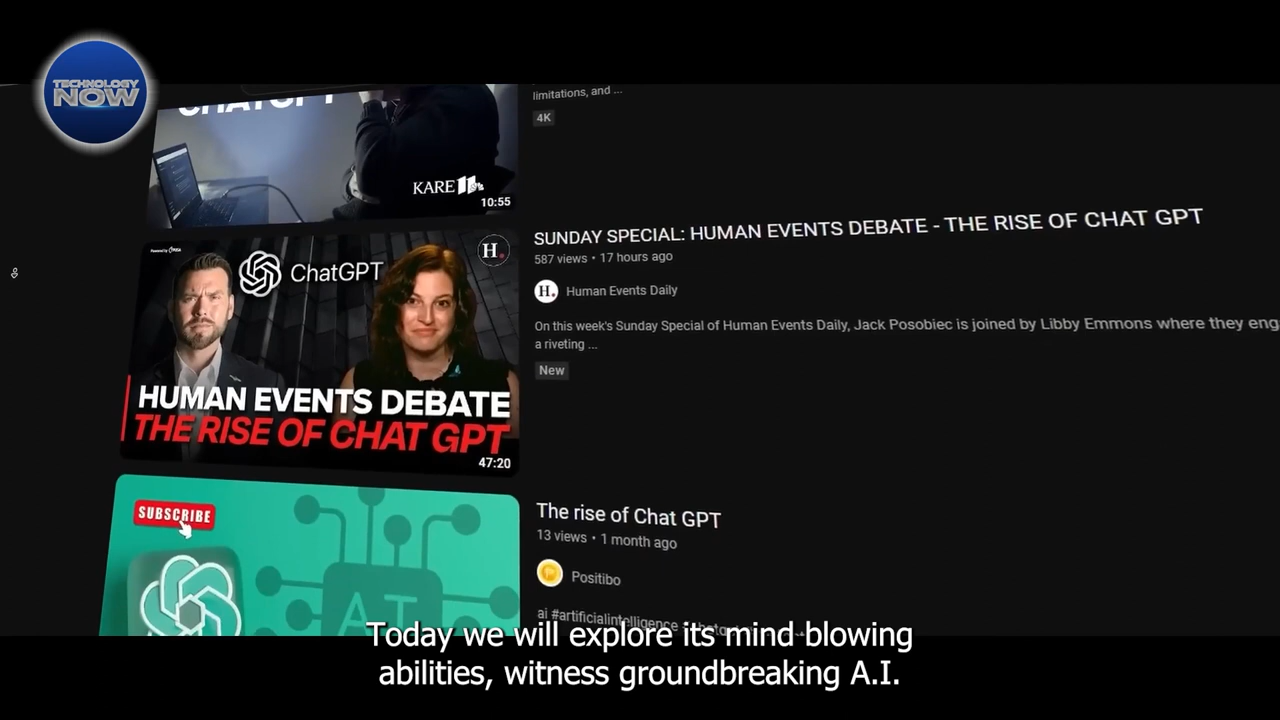 TECHNOLOGY
NOW
CHATGPT
KARE 11
10:55
limitations, and ...
4K
ChatGPT
H.
HUMAN EVENTS DEBATE
THE RISE OF CHAT GPT
47:20
SUNDAY SPECIAL: HUMAN EVENTS DEBATE - THE RISE OF CHAT GPT
587 views • 17 hours ago
H. Human Events Daily
On this week's Sunday Special of Human Events Daily, Jack Posobiec is joined by Libby Emmons where they eng
a riveting ...
New
SUBSCRIBE
AI
The rise of Chat GPT
13 views • 1 month ago
Positibo
ai #artificialintelligence
Today we will explore its mind blowing
abilities, witness groundbreaking A.I.